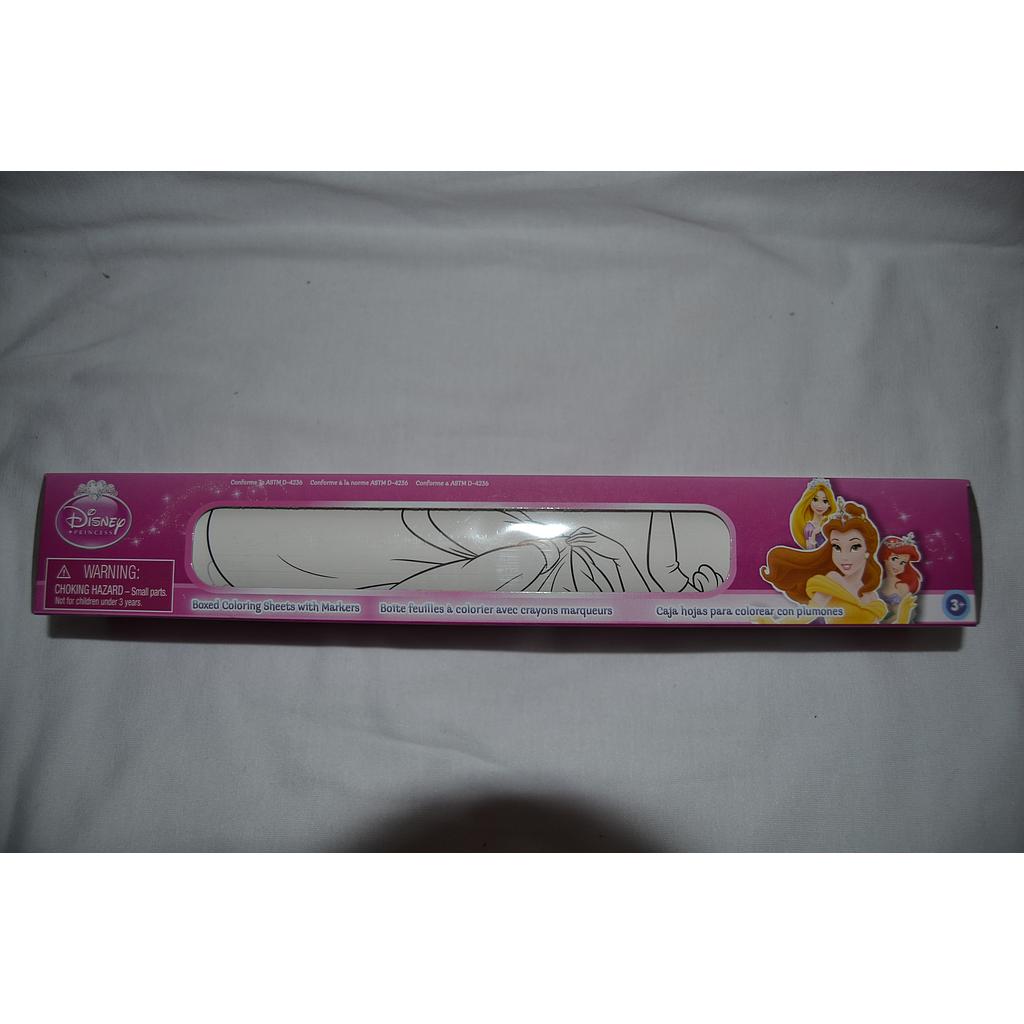 Conforms To ASTM D-4236 Conforme à la norme ASTM D-4236 Conforme a ASTM D-4236
Disney
PRINCESS
WARNING:
CHOKING HAZARD – Small parts.
Not for children under 3 years.
Boxed Coloring Sheets with Markers Boîte feuilles à colorier avec crayons marqueurs Caja hojas para colorear con plumones
3+